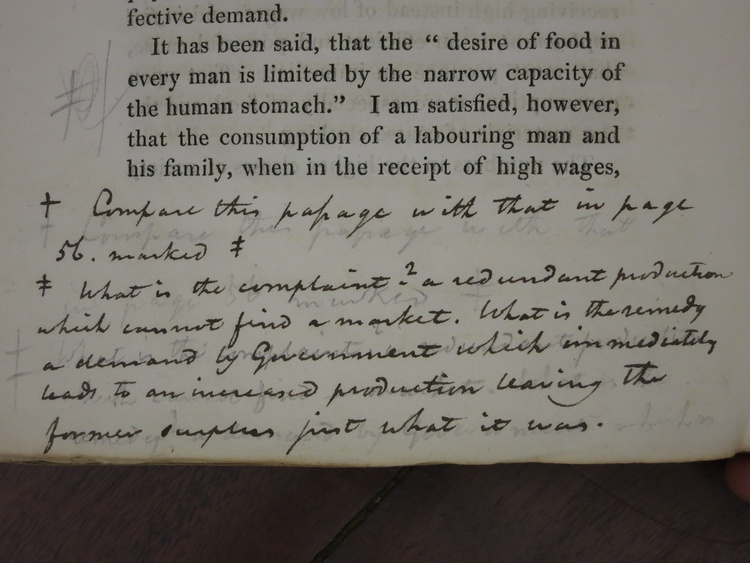 fective demand.
It has been said, that the “ desire of food in
every man is limited by the narrow capacity of
the human stomach.” I am satisfied, however,
that the consumption of a labouring man and
his family, when in the receipt of high wages,
† Compare this passage with that in page
56. marked ‡
‡ What is the complaint ? a redundant production
which cannot find a market. What is the remedy
a demand by Government which immediately
leads to an increased production leaving the
former surplus just what it was.